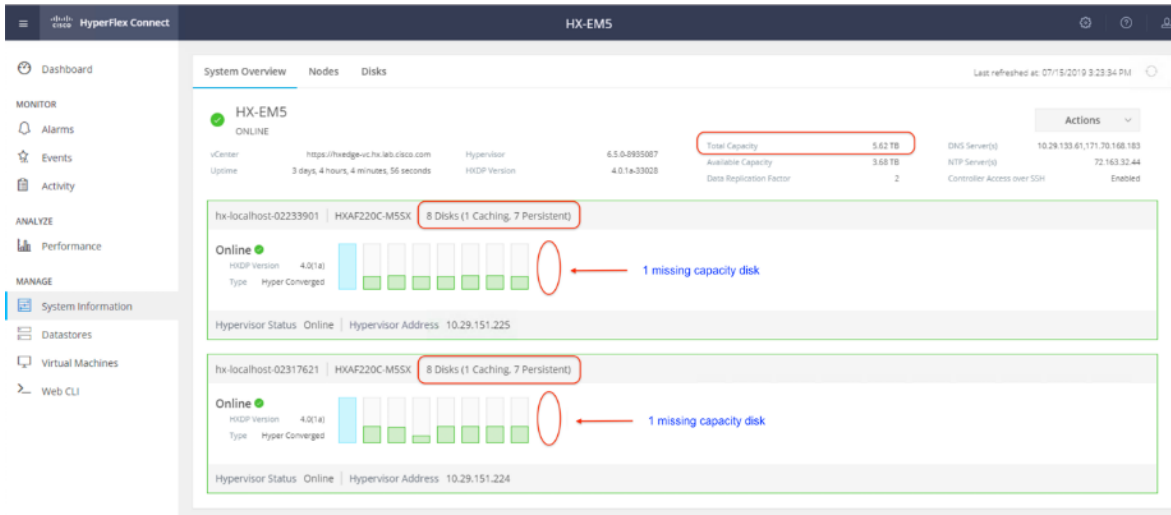 cisco HyperFlex Connect
HX-EM5
Dashboard
MONITOR
Alarms
Events
Activity
ANALYZE
Performance
MANAGE
System Information
Datastores
Virtual Machines
Web CLI
System Overview Nodes Disks
Last refreshed at: 07/15/2019 3:23:34 PM
HX-EM5
ONLINE
Actions
vCenter https://hxedge-vc.hx.lab.cisco.com
Uptime 3 days, 4 hours, 4 minutes, 56 seconds
Hypervisor 6.5.0-8935087
HXDP Version 4.0.1a-33028
Total Capacity 5.62 TB
Available Capacity 3.68 TB
Data Replication Factor 2
DNS Server(s) 10.29.133.61,171.70.168.183
NTP Server(s) 72.163.32.44
Controller Access over SSH Enabled
hx-localhost-02233901 | HXAF220C-M5SX | 8 Disks (1 Caching, 7 Persistent)
Online
HXDP Version 4.0(1a)
Type Hyper Converged
1 missing capacity disk
Hypervisor Status Online | Hypervisor Address 10.29.151.225
hx-localhost-02317621 | HXAF220C-M5SX | 8 Disks (1 Caching, 7 Persistent)
Online
HXDP Version 4.0(1a)
Type Hyper Converged
1 missing capacity disk
Hypervisor Status Online | Hypervisor Address 10.29.151.224